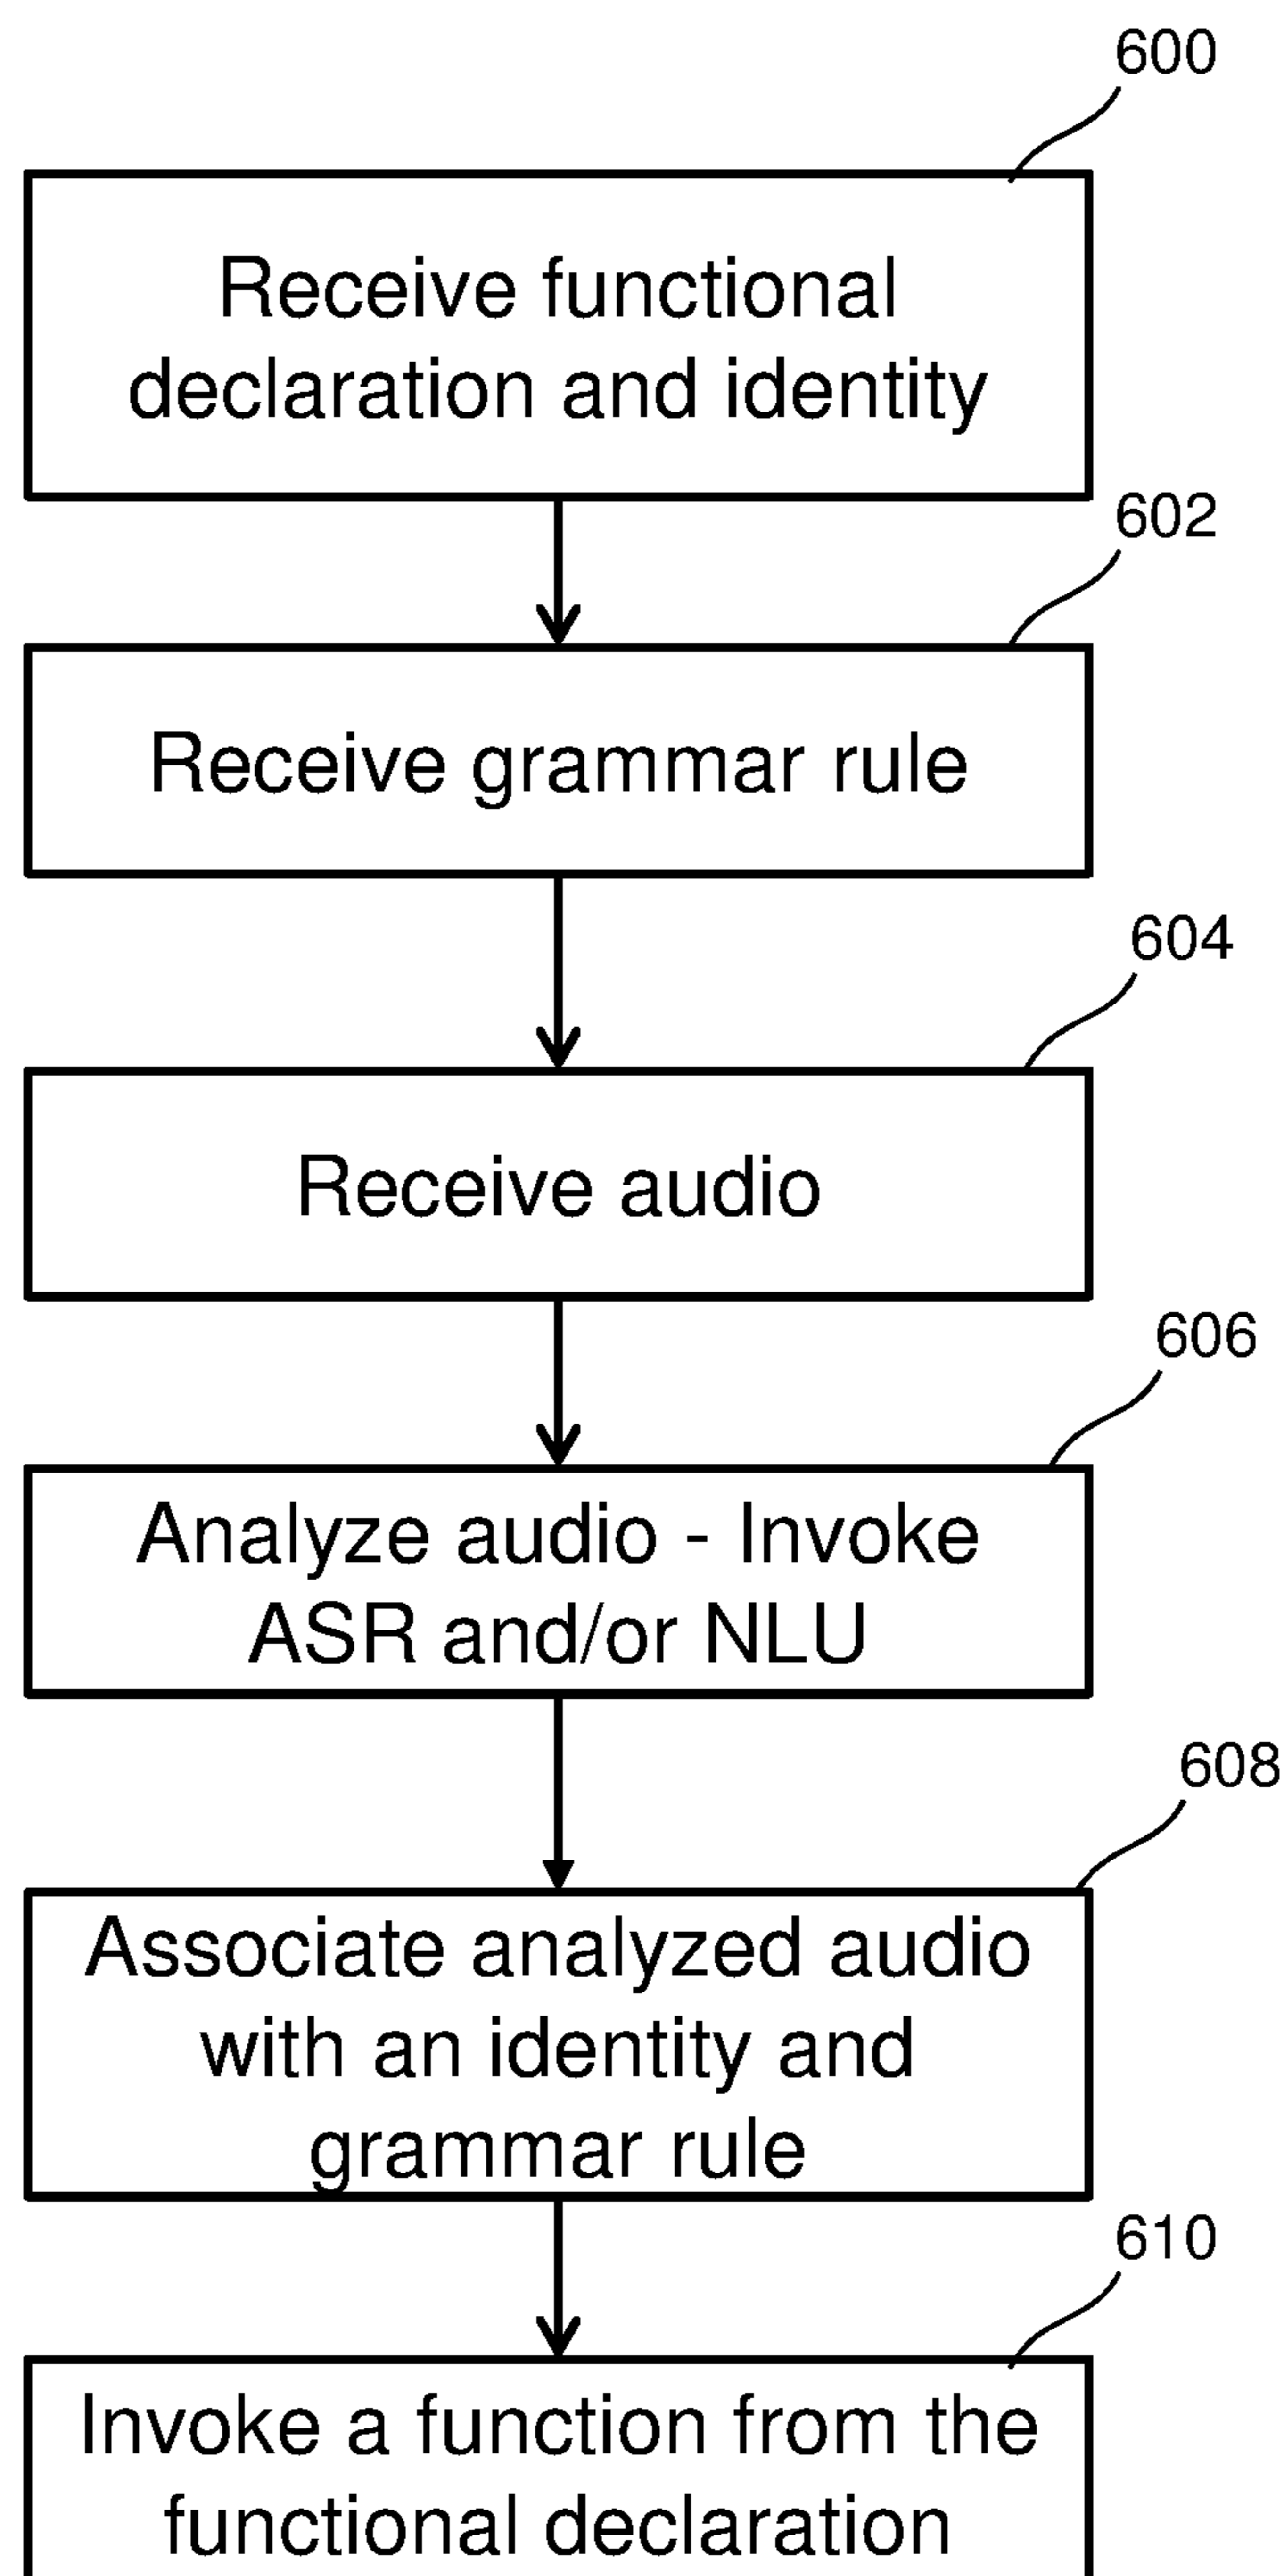 600
Receive functional
declaration and identity
602
Receive grammar rule
604
Receive audio
606
Analyze audio - Invoke
ASR and/or NLU
608
Associate analyzed audio
with an identity and
grammar rule
610
Invoke a function from the
functional declaration